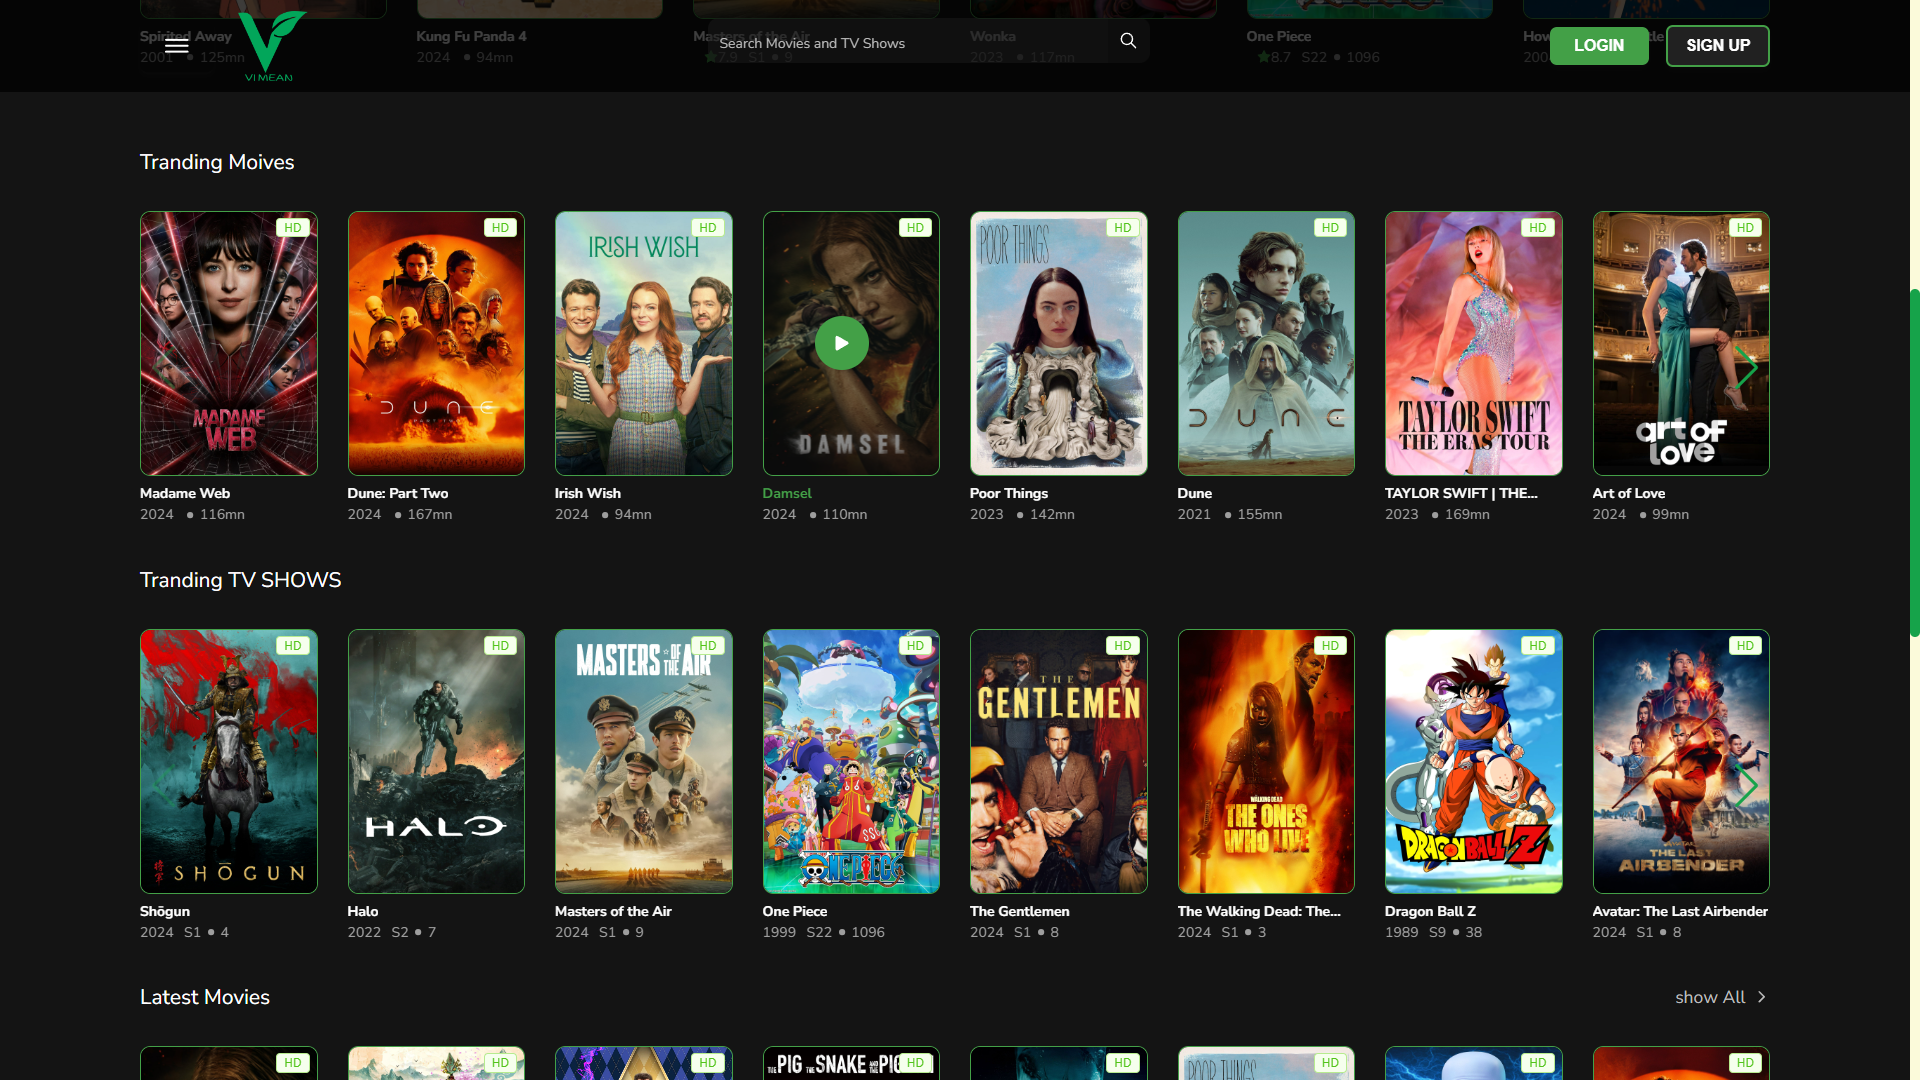 Spirited Away
2001 • 125mn
Kung Fu Panda 4
2024 • 94mn
Masters of the Air
7.9 S1 • 9
Wonka
2023 • 117mn
One Piece
8.7 S22 • 1096
VIMEAN
Search Movies and TV Shows
LOGIN
SIGN UP
Tranding Moives
HD
HD
HD
HD
HD
HD
HD
HD
MADAME
WEB
DUNE
IRISH WISH
DAMSEL
POOR THINGS
DUNE
TAYLOR SWIFT
THE ERAS TOUR
art of
love
Madame Web
2024 • 116mn
Dune: Part Two
2024 • 167mn
Irish Wish
2024 • 94mn
Damsel
2024 • 110mn
Poor Things
2023 • 142mn
Dune
2021 • 155mn
TAYLOR SWIFT | THE...
2023 • 169mn
Art of Love
2024 • 99mn
Tranding TV SHOWS
HD
HD
HD
HD
HD
HD
HD
HD
SHŌGUN
HALO
MASTERS OF THE AIR
ONE PIECE
THE
GENTLEMEN
THE WALKING DEAD
THE ONES
WHO LIVE
DRAGON BALL Z
THE LAST
AIRBENDER
Shōgun
2024 S1 • 4
Halo
2022 S2 • 7
Masters of the Air
2024 S1 • 9
One Piece
1999 S22 • 1096
The Gentlemen
2024 S1 • 8
The Walking Dead: The...
2024 S1 • 3
Dragon Ball Z
1989 S9 • 38
Avatar: The Last Airbender
2024 S1 • 8
Latest Movies
show All
HD
HD
HD
THE PIG THE SNAKE AND THE PIG
HD
HD
POOR THINGS
HD
HD
HD